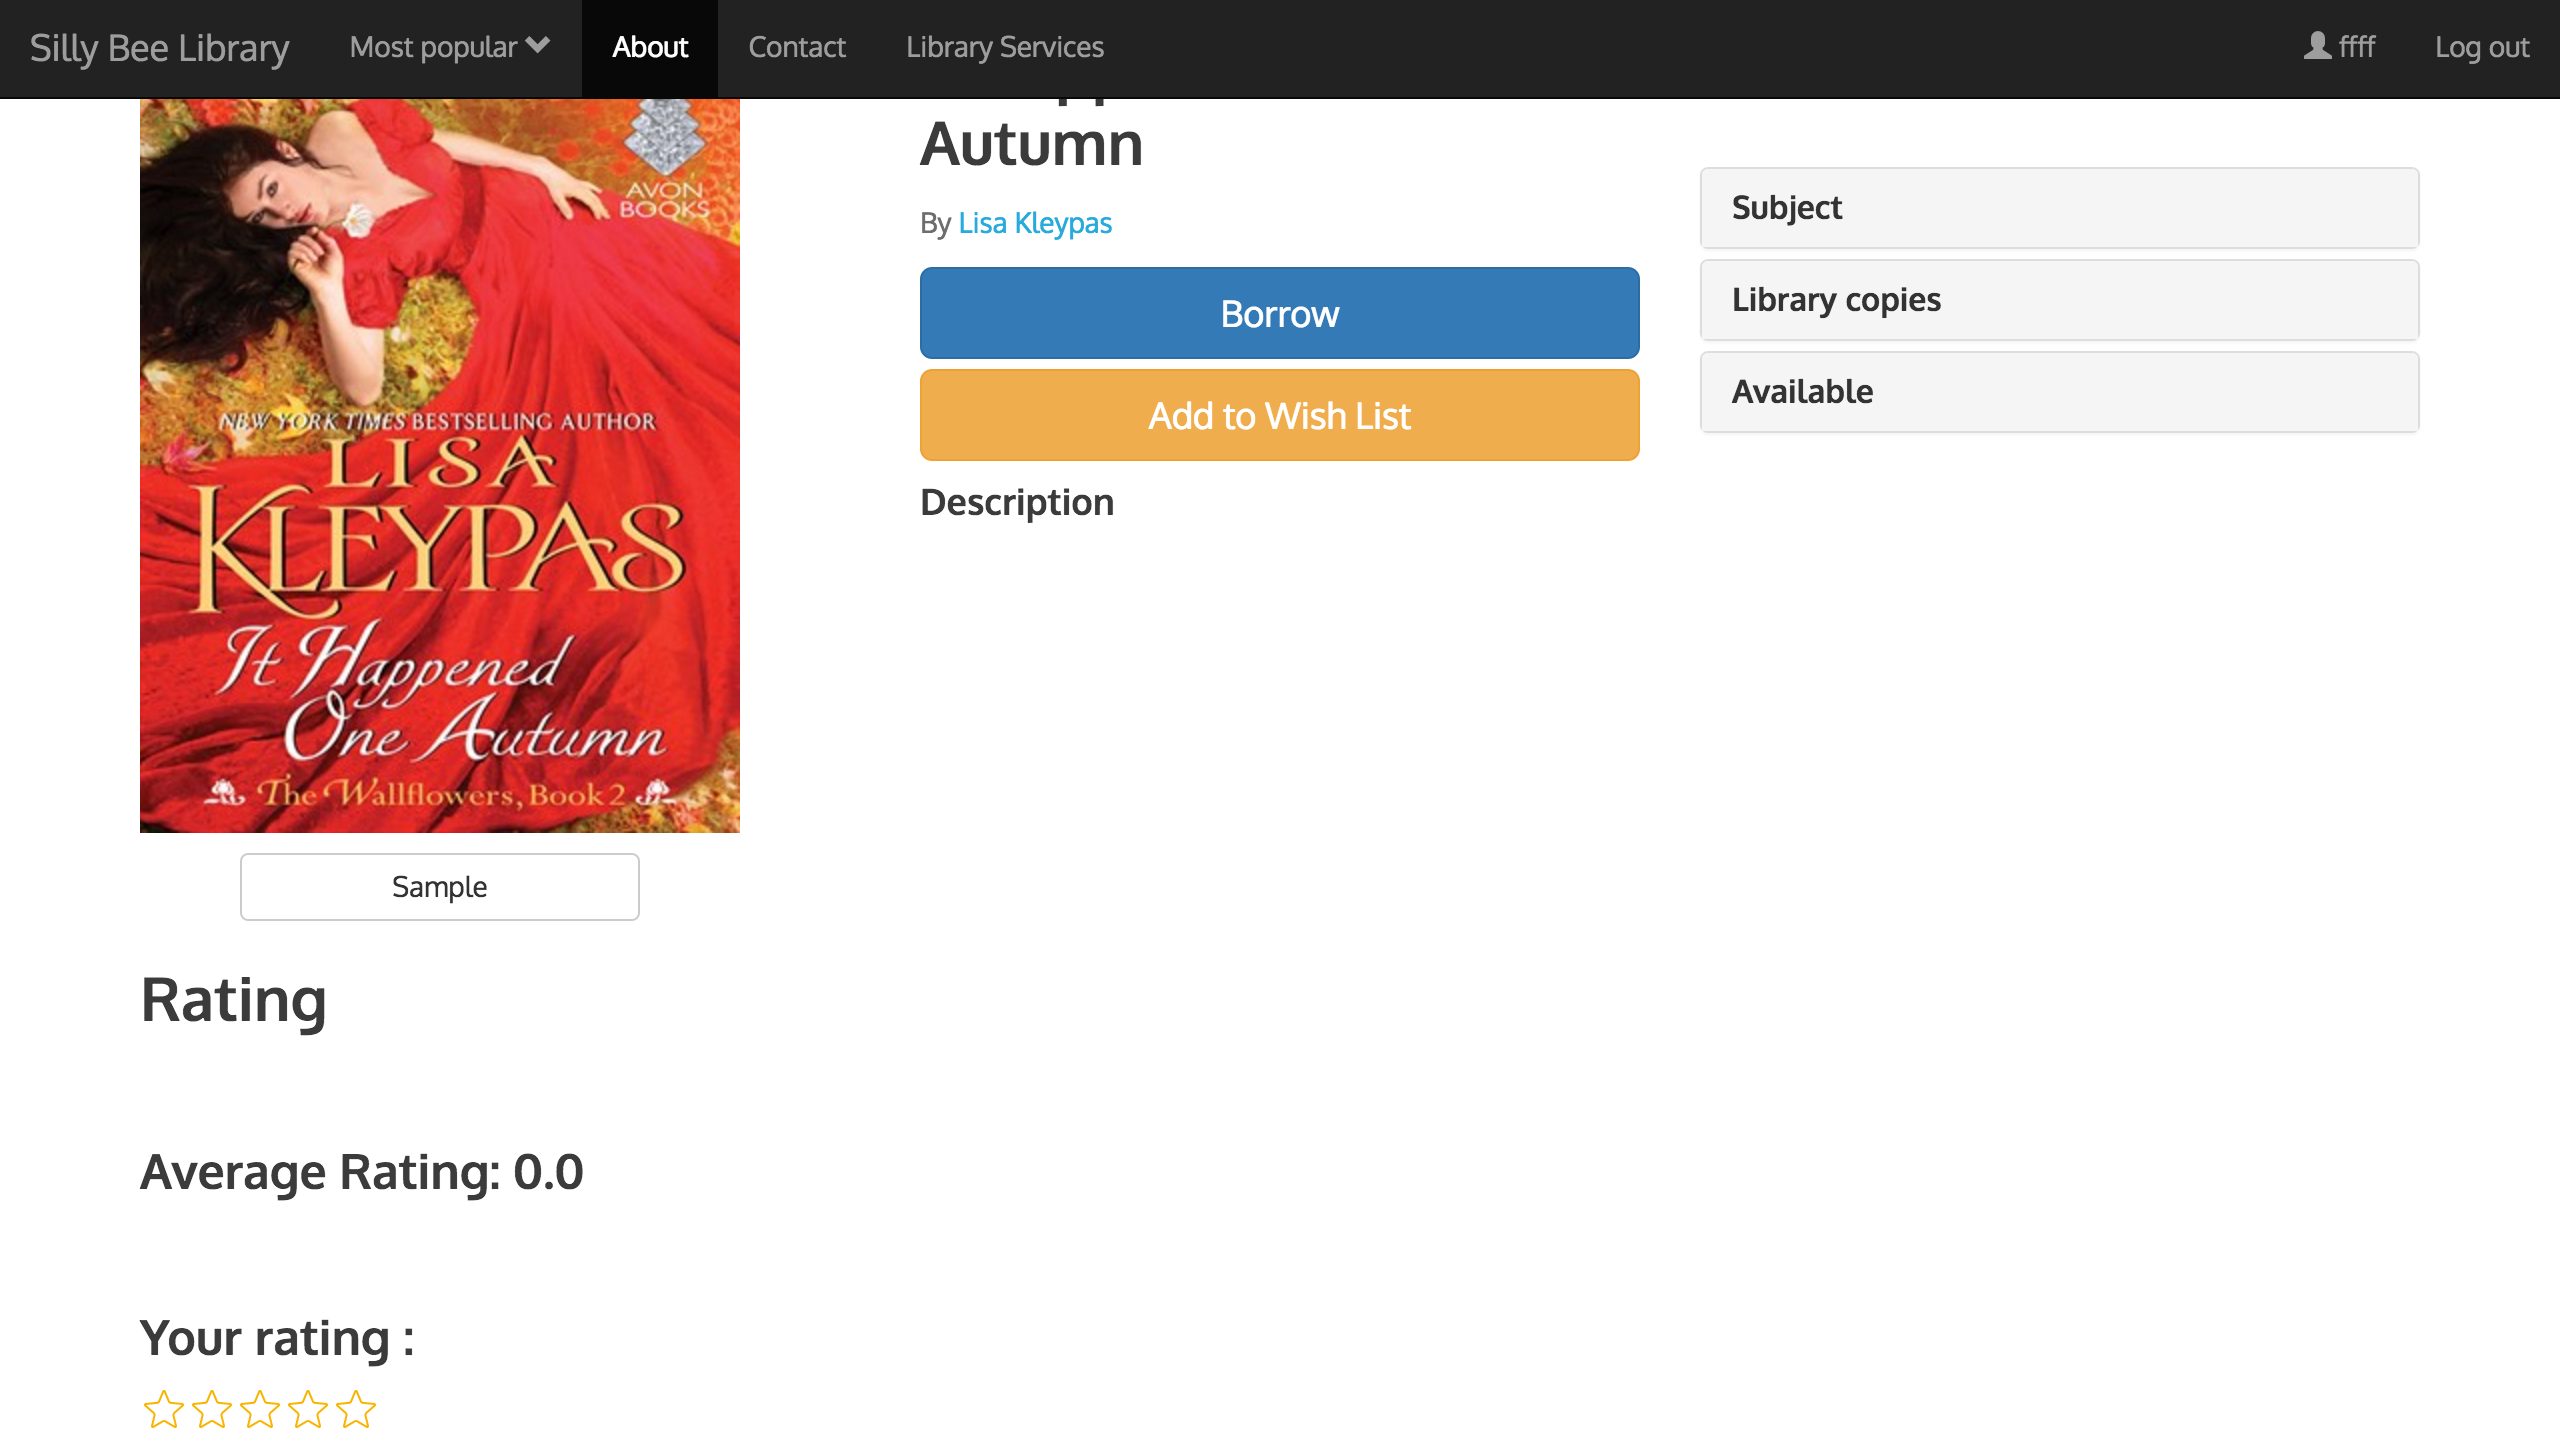 Silly Bee Library Most popular About Contact Library Services ffff Log out
AVON
BOOKS
NEW YORK TIMES BESTSELLING AUTHOR
LISA
KLEYPAS
It Happened
One Autumn
The Wallflowers, Book 2
Sample
Rating
Average Rating: 0.0
Your rating :
Autumn
By Lisa Kleypas
Borrow
Add to Wish List
Description
Subject
Library copies
Available